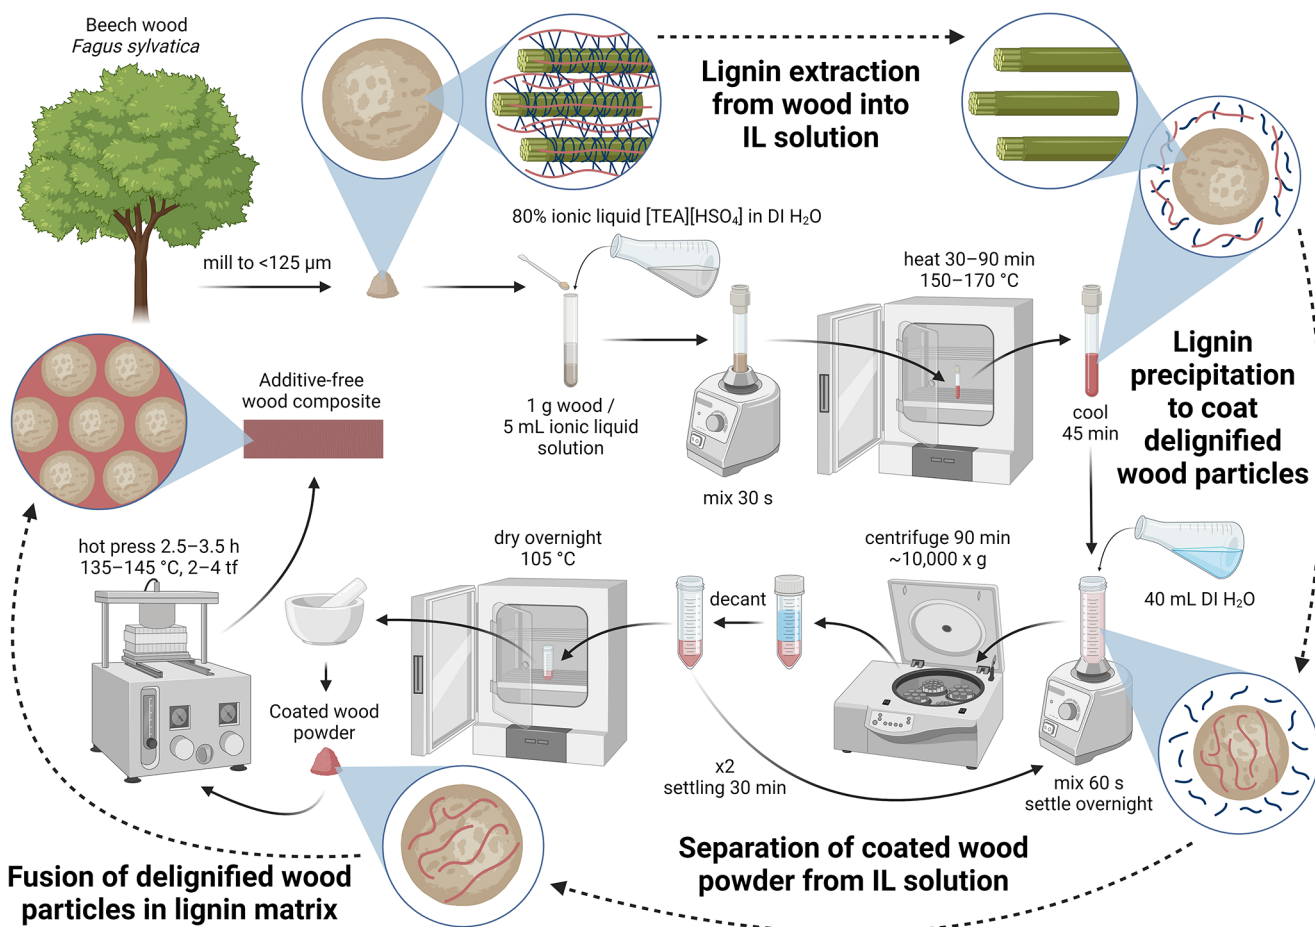 Beech wood
Fagus sylvatica
Lignin extraction
from wood into
IL solution
80% ionic liquid [TEA][HSO₄] in DI H₂O
mill to <125 µm
heat 30–90 min
150–170 °C
1 g wood /
5 mL ionic liquid
solution
mix 30 s
cool
45 min
Lignin
precipitation
to coat
delignified
wood particles
Additive-free
wood composite
40 mL DI H₂O
mix 60 s
settle overnight
centrifuge 90 min
~10,000 x g
decant
x2
settling 30 min
dry overnight
105 °C
Coated wood
powder
hot press 2.5–3.5 h
135–145 °C, 2–4 tf
Separation of coated wood
powder from IL solution
Fusion of delignified wood
particles in lignin matrix